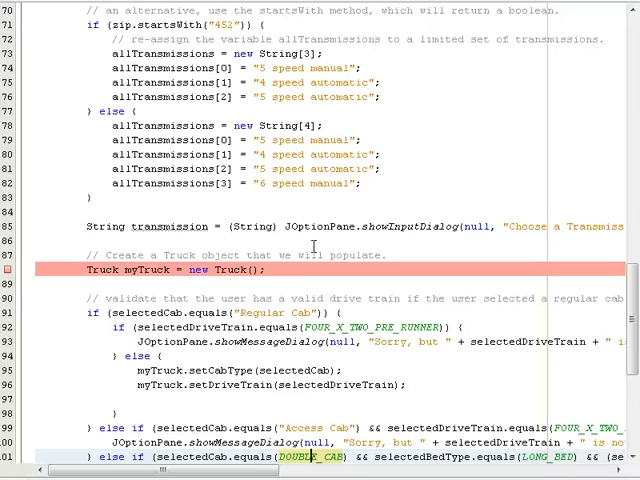 70 // an alternative, use the startsWith method, which will return a boolean.
71 if (zip.startsWith("452")) {
72 // re-assign the variable allTransmissions to a limited set of transmissions.
73 allTransmissions = new String[3];
74 allTransmissions[0] = "5 speed manual";
75 allTransmissions[1] = "4 speed automatic";
76 allTransmissions[2] = "5 speed automatic";
77 } else {
78 allTransmissions = new String[4];
79 allTransmissions[0] = "5 speed manual";
80 allTransmissions[1] = "4 speed automatic";
81 allTransmissions[2] = "5 speed automatic";
82 allTransmissions[3] = "6 speed manual";
83 }
84
85 String transmission = (String) JOptionPane.showInputDialog(null, "Choose a Transmiss
86
87 // Create a Truck object that we will populate.
Truck myTruck = new Truck();
89
90 // validate that the user has a valid drive train if the user selected a regular cab
91 if (selectedCab.equals("Regular Cab")) {
92 if (selectedDriveTrain.equals(FOUR_X_TWO_PRE_RUNNER)) {
93 JOptionPane.showMessageDialog(null, "Sorry, but " + selectedDriveTrain + " is
94 } else {
95 myTruck.setCabType(selectedCab);
96 myTruck.setDriveTrain(selectedDriveTrain);
97
98 }
99 } else if (selectedCab.equals("Access Cab") && selectedDriveTrain.equals(FOUR_X_TWO_
100 JOptionPane.showMessageDialog(null, "Sorry, but " + selectedDriveTrain + " is no
101 } else if (selectedCab.equals(DOUBLE_CAB) && selectedBedType.equals(LONG_BED) && (se